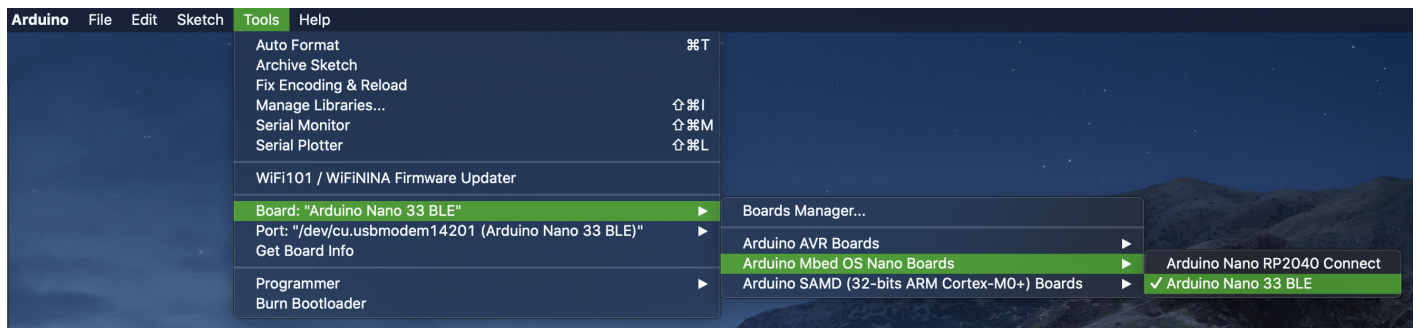 Arduino File Edit Sketch Tools Help
Auto Format ⌘T
Archive Sketch
Fix Encoding & Reload
Manage Libraries... ⇧⌘I
Serial Monitor ⇧⌘M
Serial Plotter ⇧⌘L
WiFi101 / WiFiNINA Firmware Updater
Board: "Arduino Nano 33 BLE"
Port: "/dev/cu.usbmodem14201 (Arduino Nano 33 BLE)"
Get Board Info
Programmer
Burn Bootloader
Boards Manager...
Arduino AVR Boards
Arduino Mbed OS Nano Boards
Arduino SAMD (32-bits ARM Cortex-M0+) Boards
Arduino Nano RP2040 Connect
✓ Arduino Nano 33 BLE